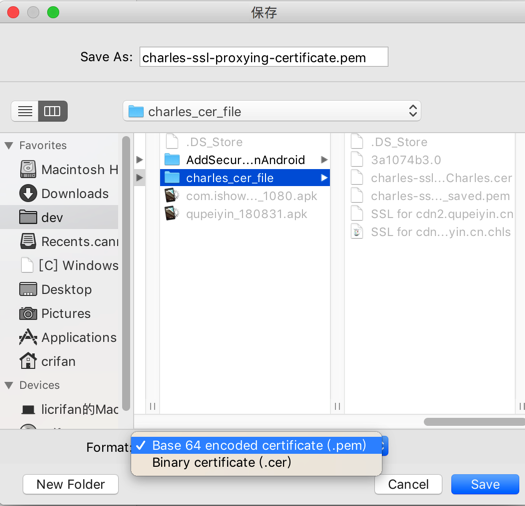 保存
Save As: charles-ssl-proxying-certificate.pem
charles_cer_file
Favorites
Macintosh H
Downloads
dev
Recents.cann
[C] Windows
Desktop
Pictures
Applications
crifan
Devices
licrifan的Mac
.DS_Store
AddSecur...nAndroid
charles_cer_file
com.ishow..._1080.apk
qupeiyin_180831.apk
.DS_Store
3a1074b3.0
charles-ssl...Charles.cer
charles-ss..._saved.pem
SSL for cdn2.qupeiyin.cn
SSL for cdn...yin.cn.chls
Format:
✓ Base 64 encoded certificate (.pem)
Binary certificate (.cer)
New Folder
Cancel
Save